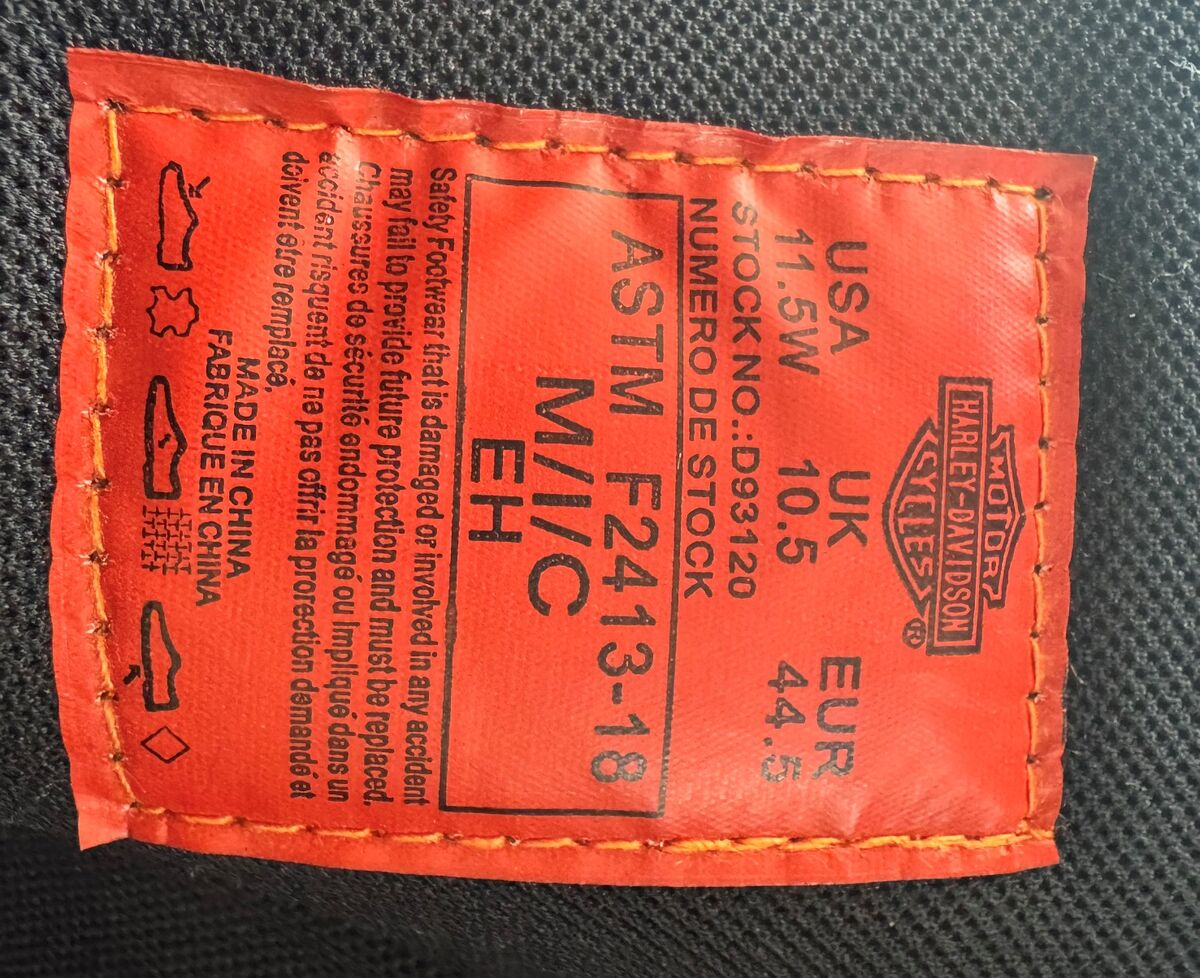 MOTOR
HARLEY-DAVIDSON
CYCLES
®
USA UK EUR
11.5W 10.5 44.5
STOCK NO.:D93120
NUMERO DE STOCK
ASTM F2413-18
M/I/C
EH
Safety Footwear that is damaged or involved in any accident
may fail to provide future protection and must be replaced.
Chaussures de sécurité endommagé ou impliqué dans un
accident risquent de ne pas offrir la prorection demandé et
doivent être remplacé,
MADE IN CHINA
FABRIQUE EN CHINA